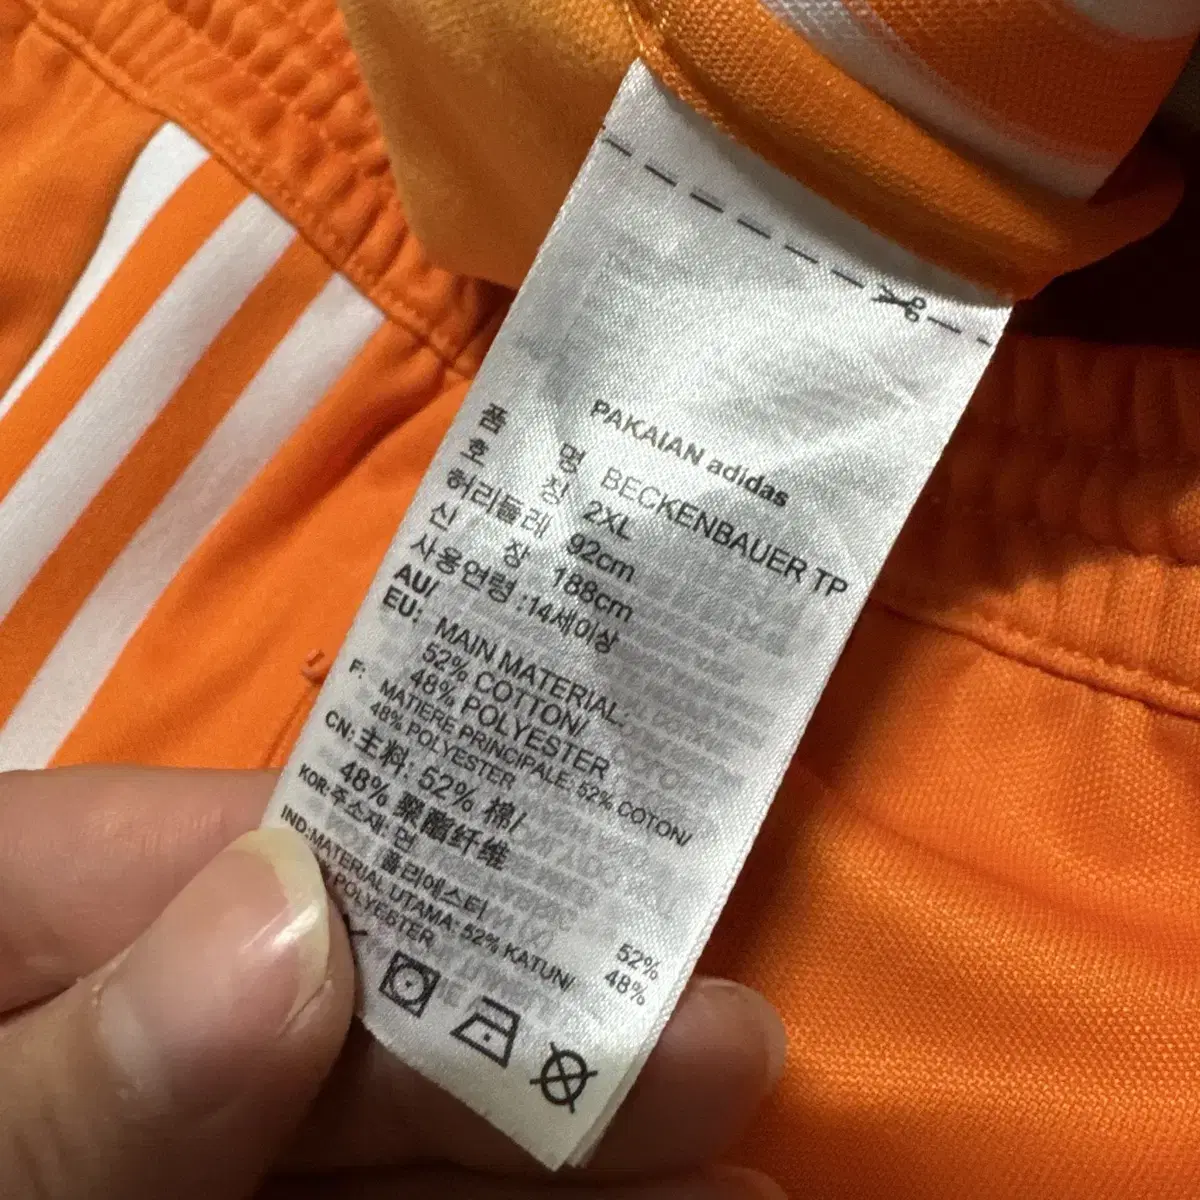 PAKAIAN adidas
품 명 BECKENBAUER TP
호 칭 2XL
허리둘레 92cm
신 장 188cm
사용연령 :14세이상
AU/
EU: MAIN MATERIAL:
52% COTTON/
48% POLYESTER
F: MATIERE PRINCIPALE: 52% COTON/
48% POLYESTER
CN: 主料: 52% 棉/
48% 聚酯纤维
KOR: 주소재: 면 52%
폴리에스터 48%
IND: MATERIAL UTAMA: 52% KATUN/
POLYESTER